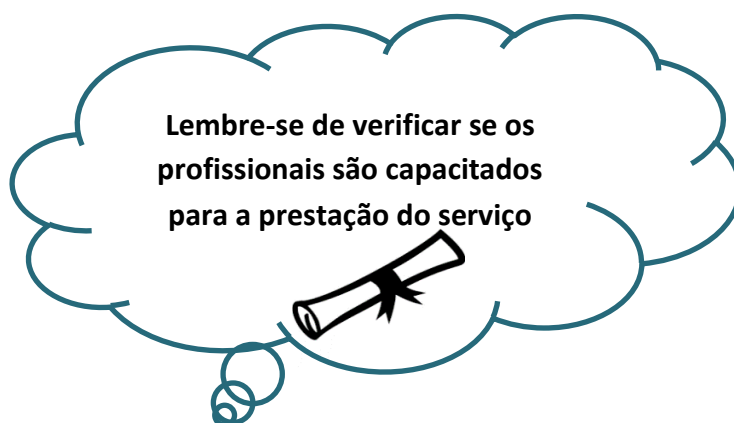 Lembre-se de verificar se os
profissionais são capacitados
para a prestação do serviço